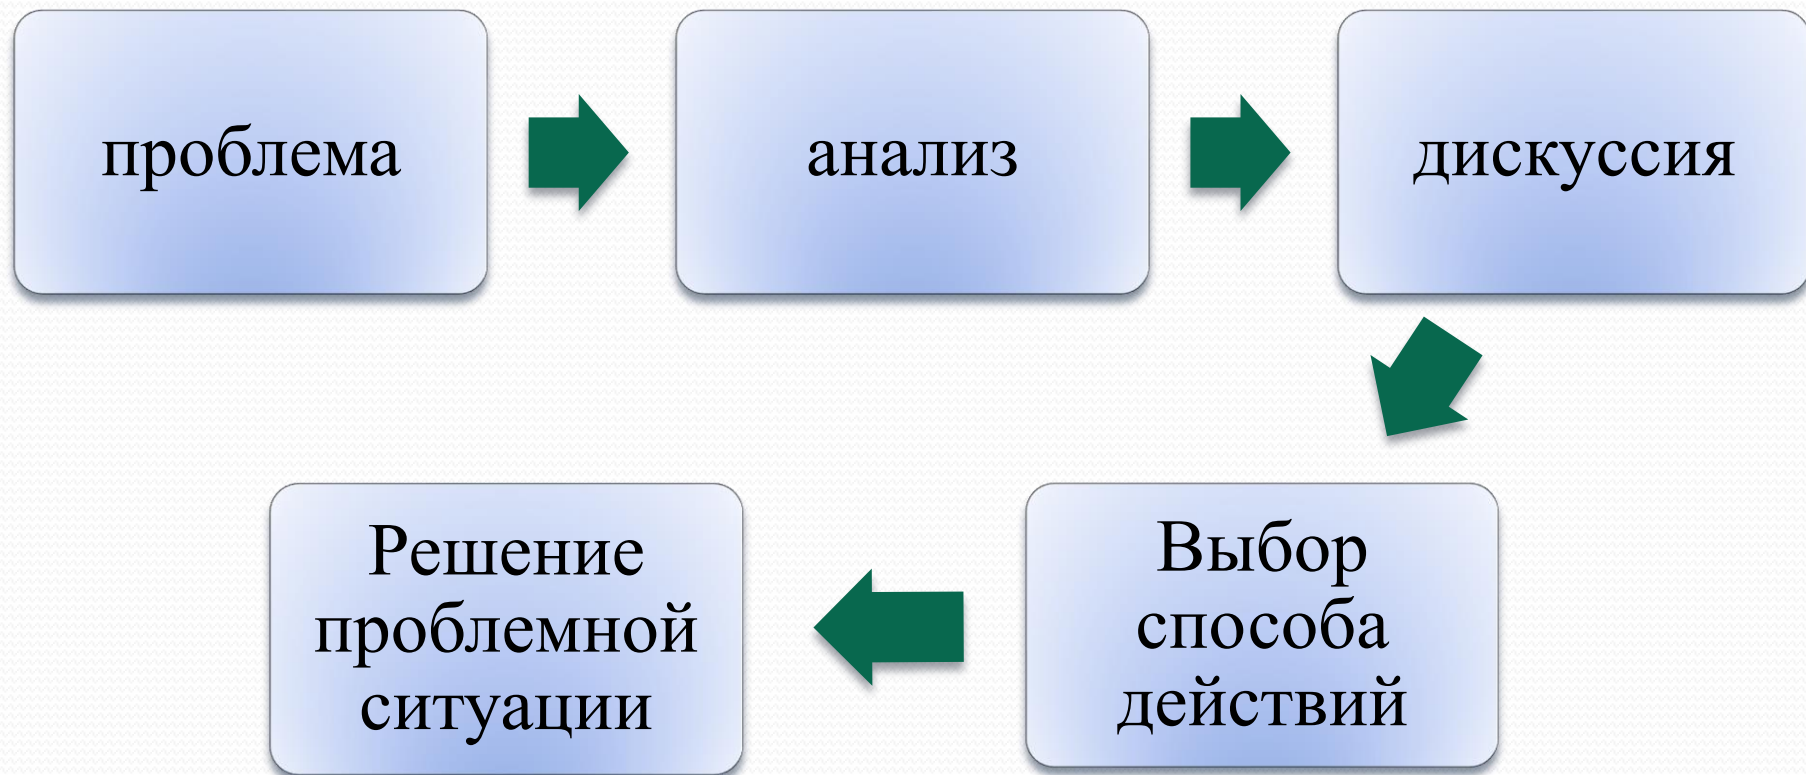 проблема
анализ
дискуссия
Выбор
способа
действий
Решение
проблемной
ситуации